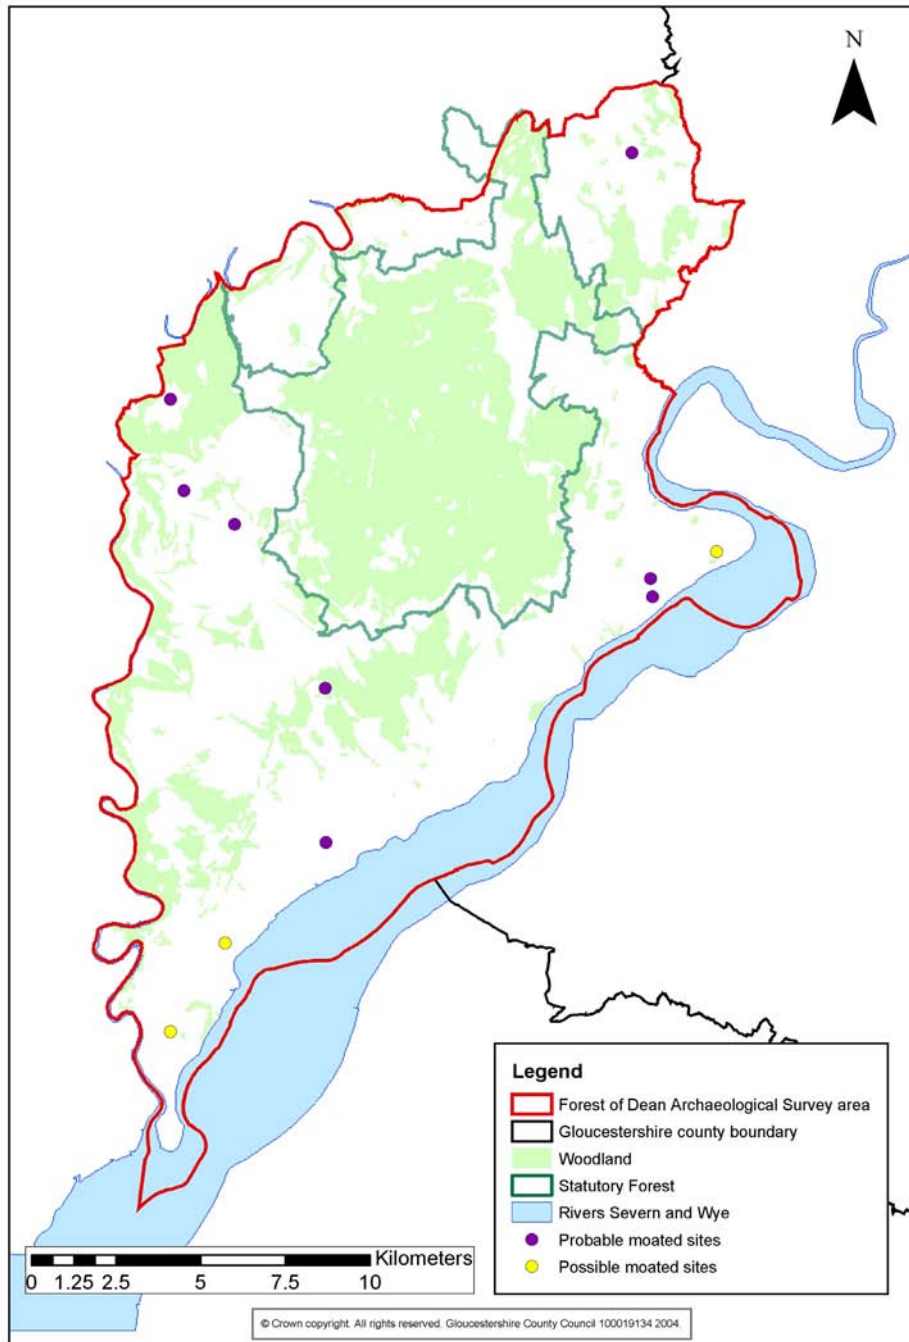 N
Legend
Forest of Dean Archaeological Survey area
Gloucestershire county boundary
Woodland
Statutory Forest
Rivers Severn and Wye
Probable moated sites
Possible moated sites
Kilometers
0 1.25 2.5 5 7.5 10
© Crown copyright. All rights reserved. Gloucestershire County Council 100019134 2004.